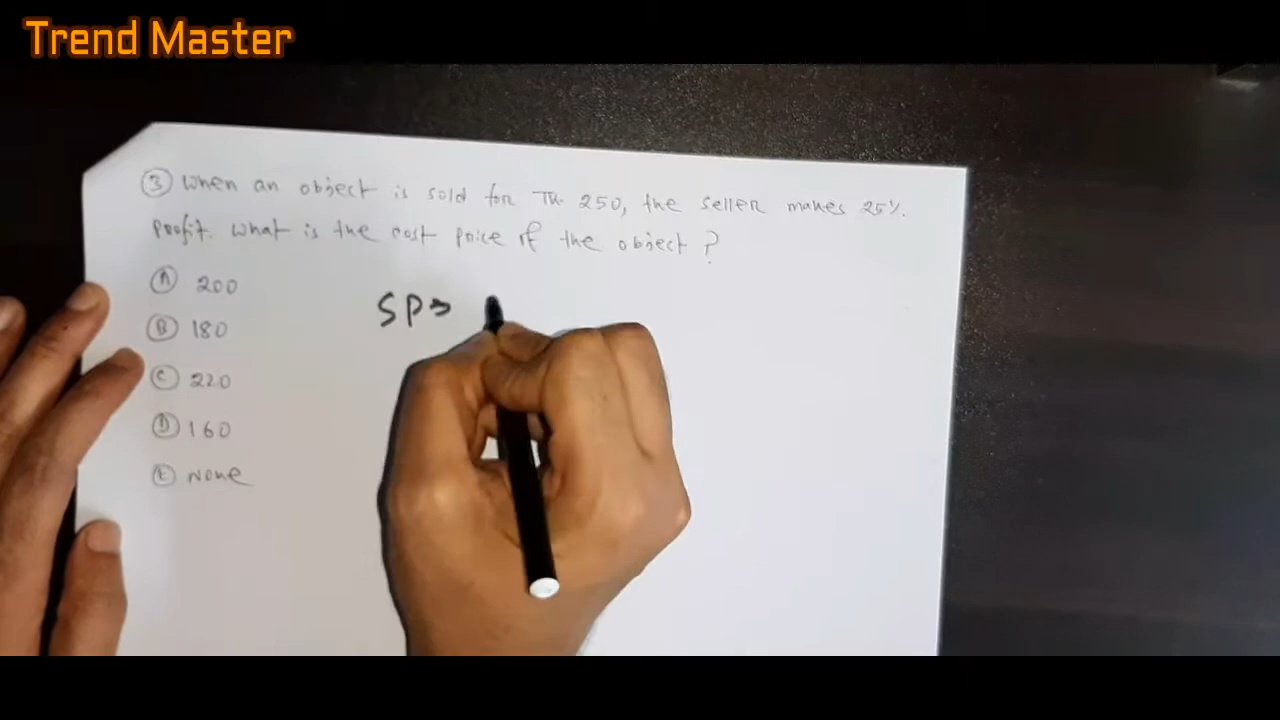 Trend Master
③ When an object is sold for Tk 250, the seller makes 25%.
Profit. What is the cost price of the object ?
Ⓐ 200
SP⇒
Ⓑ 180
Ⓒ 220
Ⓓ 160
Ⓔ None